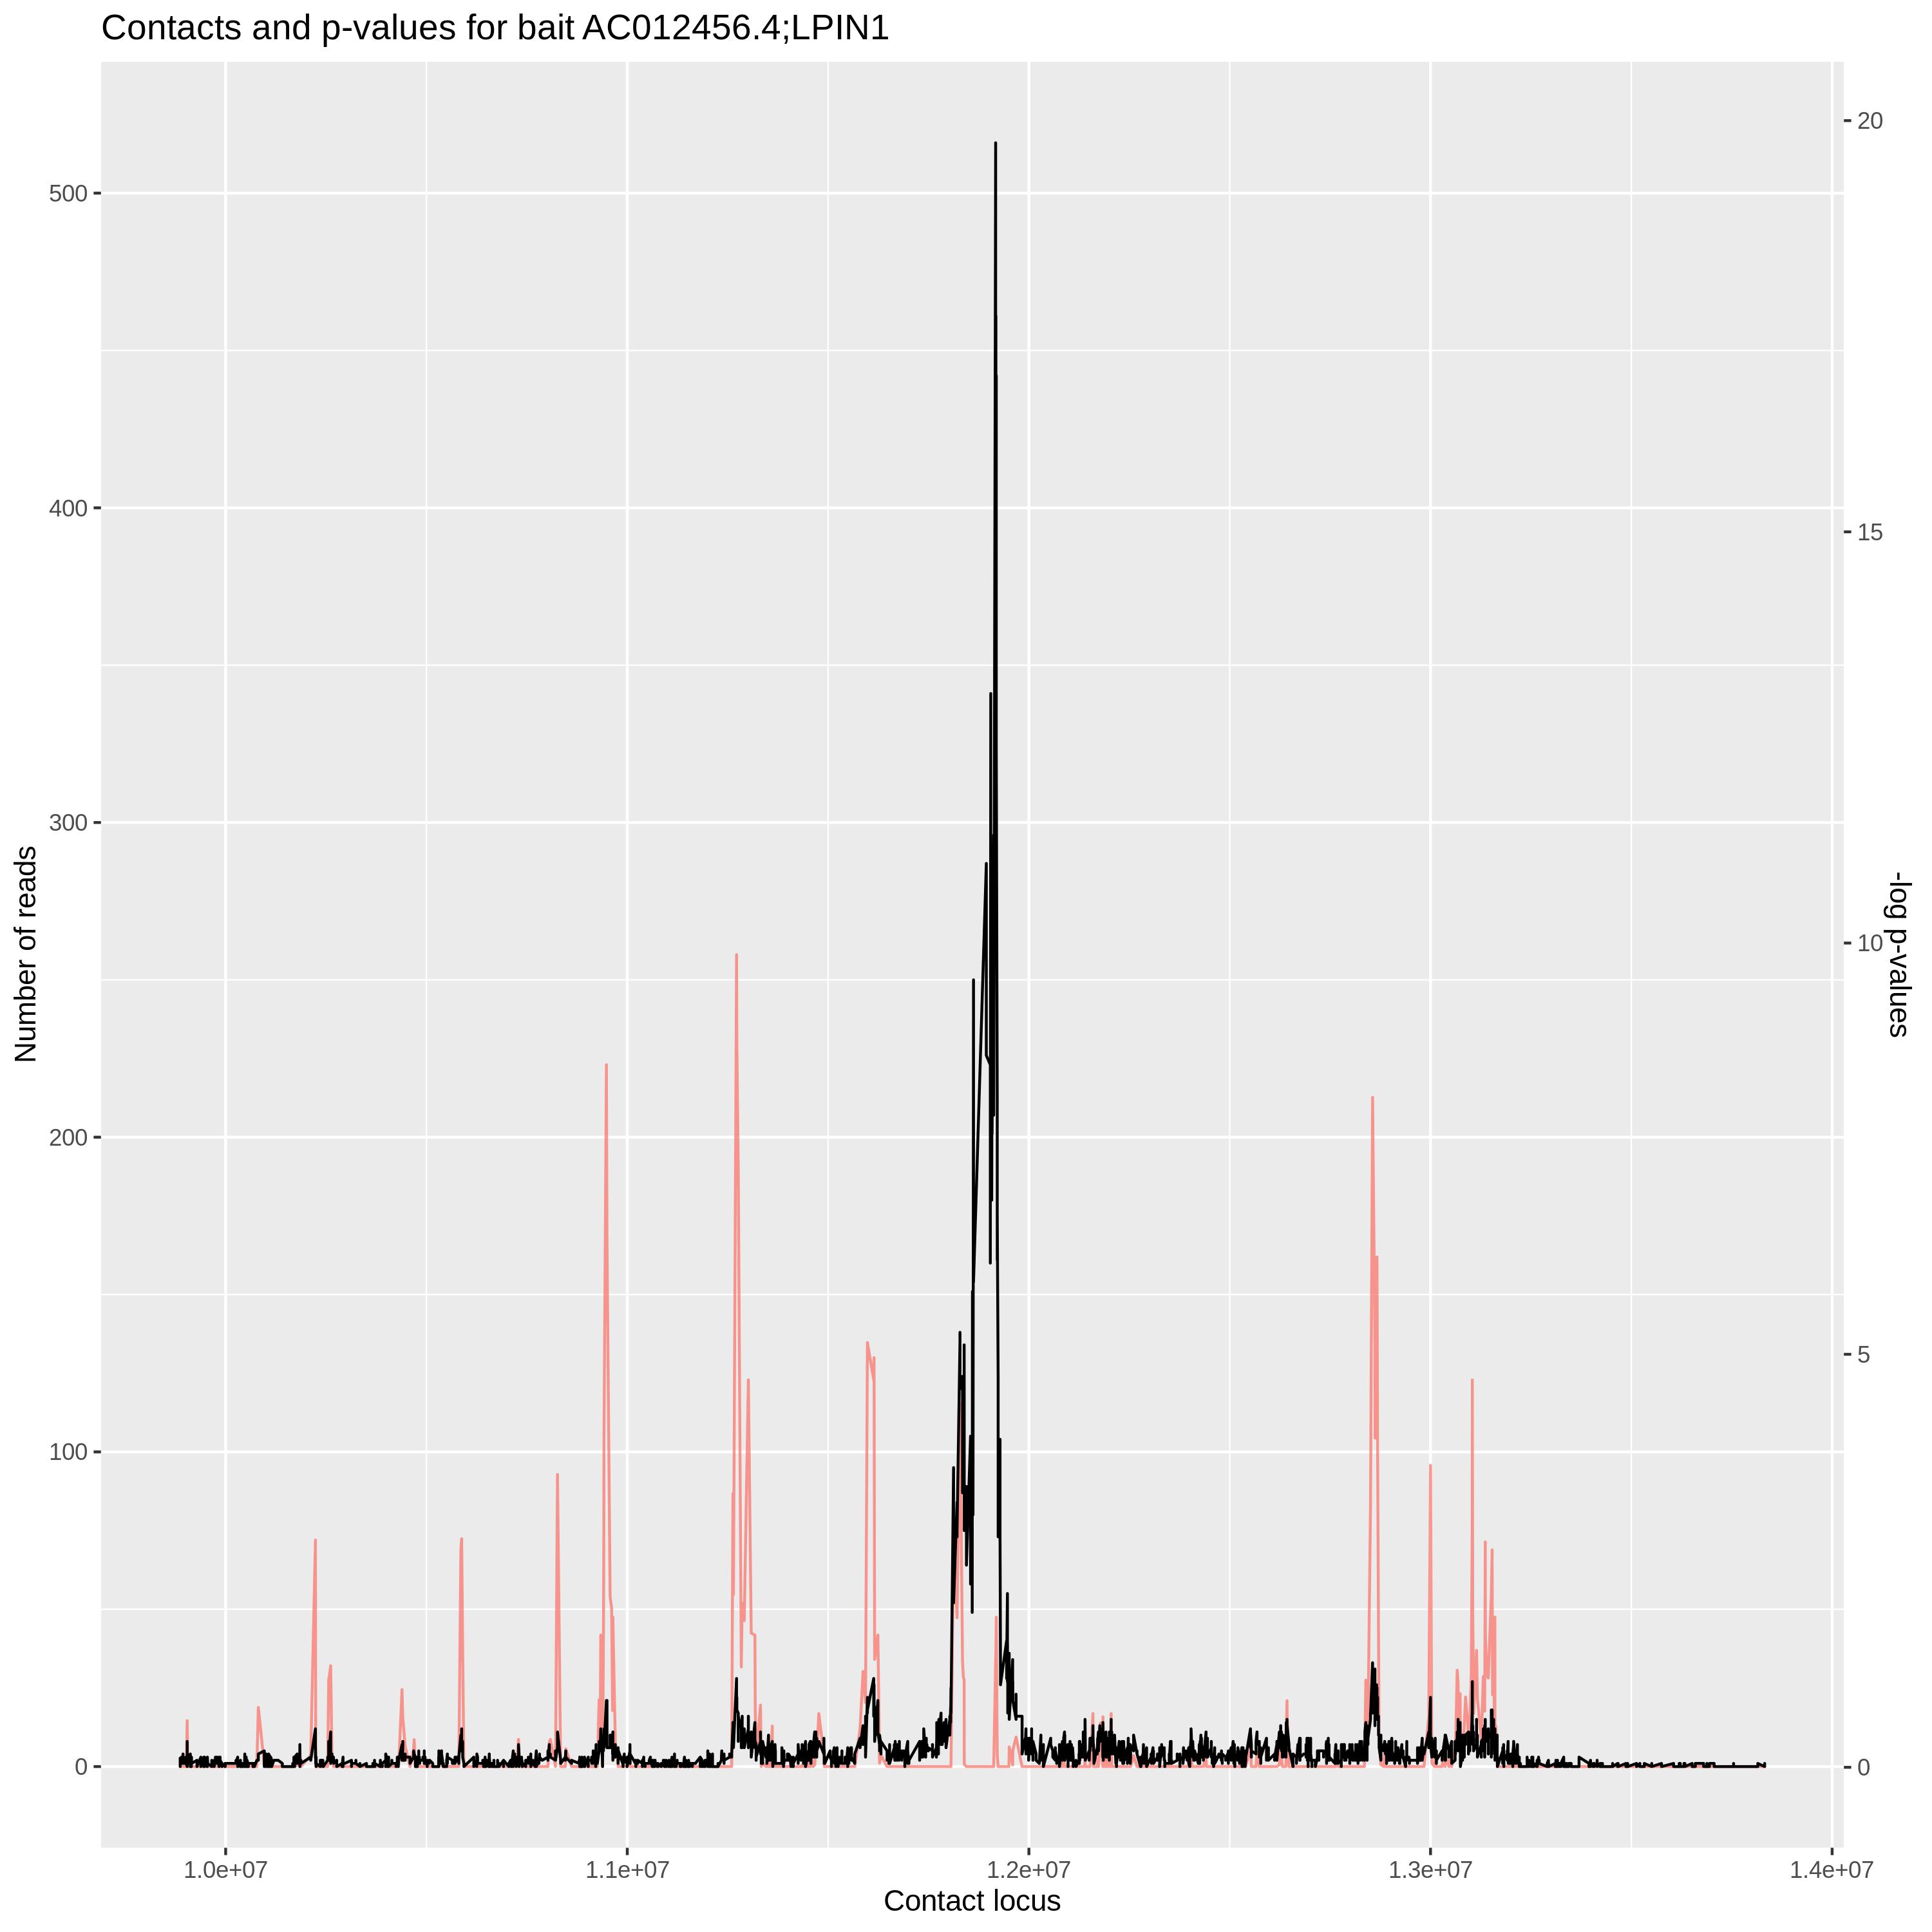 Contacts and p-values for bait AC012456.4;LPIN1
500
400
300
200
100
0
Number of reads
20
15
10
5
0
-log p-values
1.0e+07
1.1e+07
1.2e+07
1.3e+07
1.4e+07
Contact locus